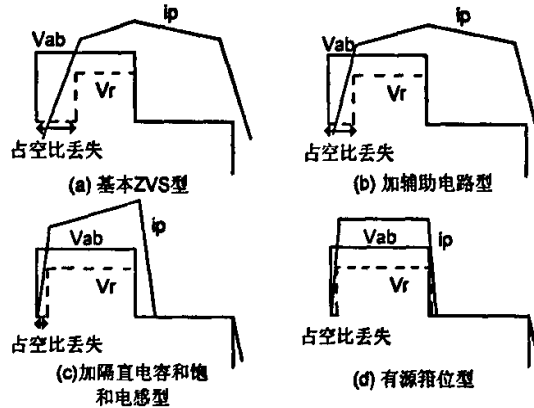 Vab
ip
Vr
占空比丢失
(a) 基本ZVS型
Vab
ip
Vr
占空比丢失
(b) 加辅助电路型
Vab
ip
Vr
占空比丢失
(c)加隔直电容和饱
和电感型
Vab
ip
Vr
占空比丢失
(d) 有源箝位型